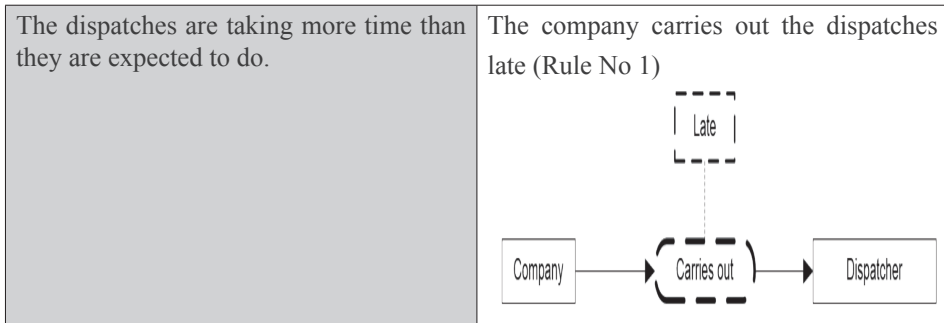 The dispatches are taking more time than
they are expected to do.
The company carries out the dispatches
late (Rule No 1)
Late
Company
Carries out
Dispatcher